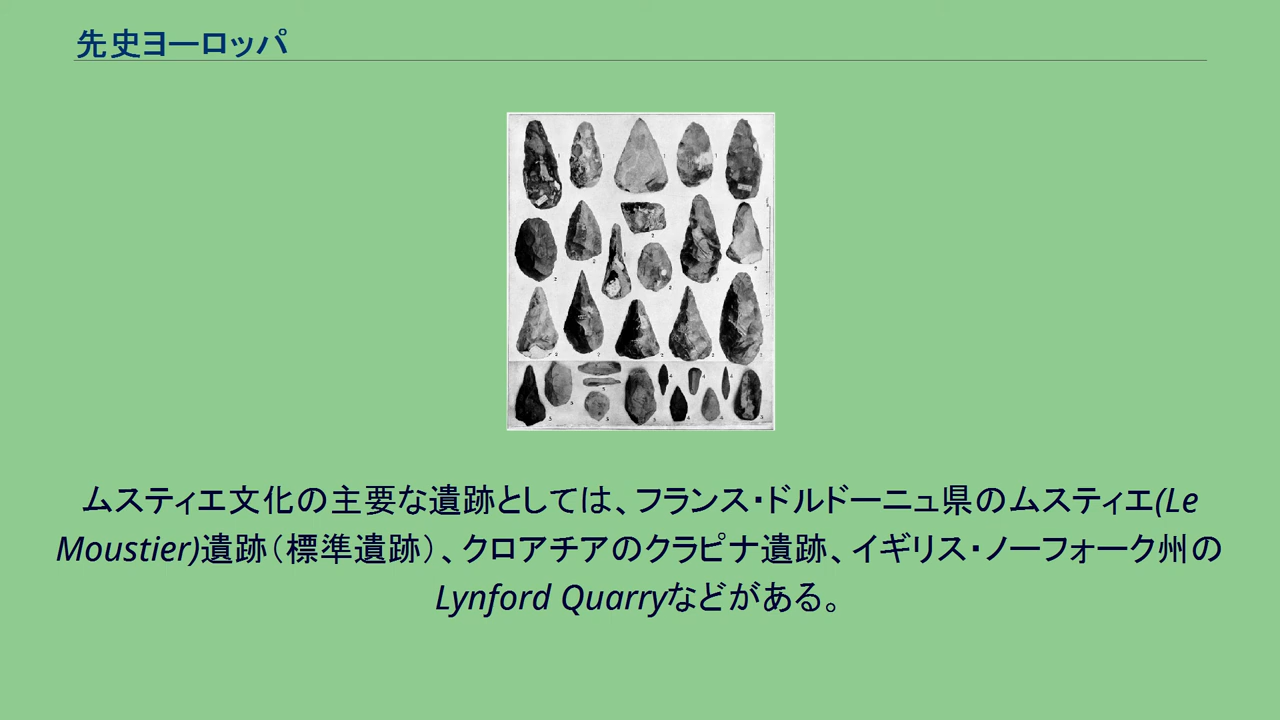 先史ヨーロッパ
ムスティエ文化の主要な遺跡としては、フランス・ドルドーニュ県のムスティエ(Le
Moustier)遺跡（標準遺跡）、クロアチアのクラピナ遺跡、イギリス・ノーフォーク州の
Lynford Quarryなどがある。